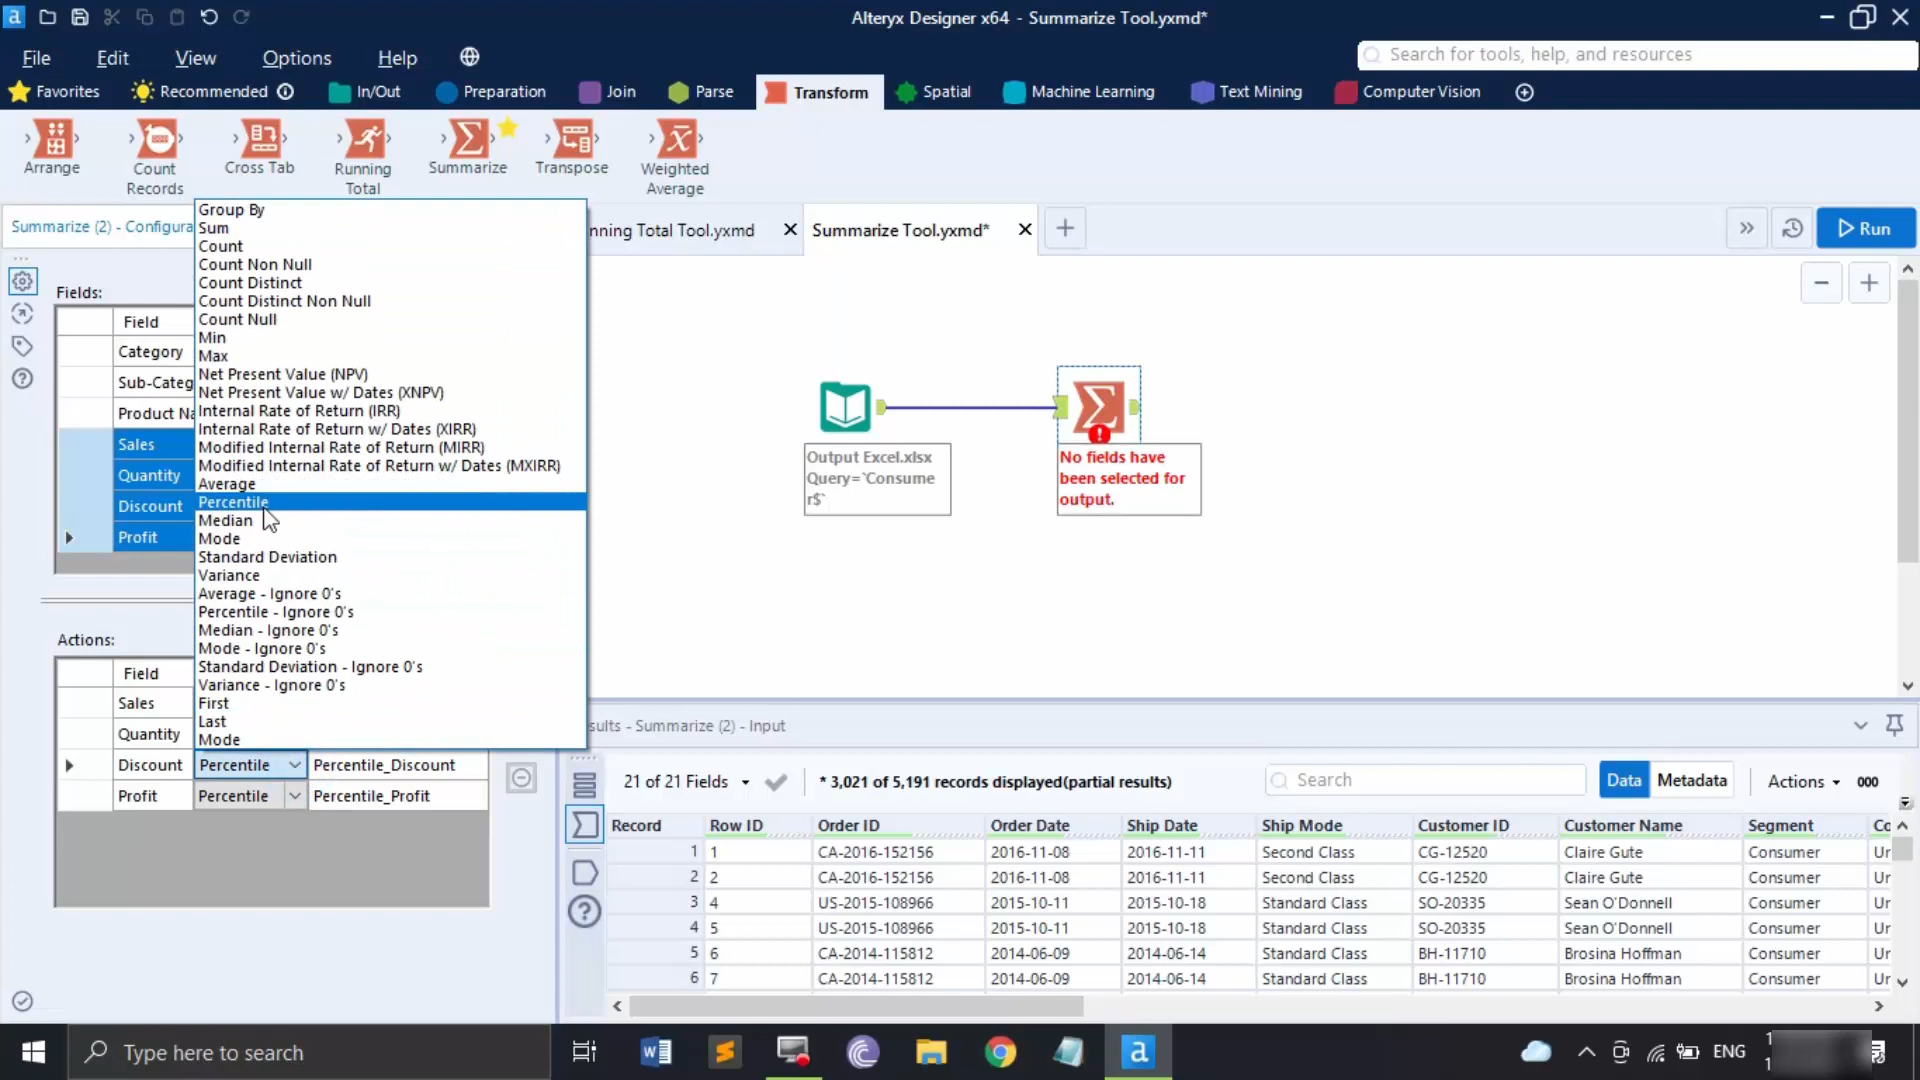 Alteryx Designer x64 - Summarize Tool.yxmd*
File Edit View Options Help
Search for tools, help, and resources
Favorites Recommended In/Out Preparation Join Parse Transform Spatial Machine Learning Text Mining Computer Vision
Arrange
Count
Records
Cross Tab
Running
Total
Summarize
Transpose
Weighted
Average
Summarize (2) - Configura
nning Total Tool.yxmd
Summarize Tool.yxmd*
Run
Fields:
Field
Category
Sub-Categ
Product Na
Sales
Quantity
Discount
Profit
Group By
Sum
Count
Count Non Null
Count Distinct
Count Distinct Non Null
Count Null
Min
Max
Net Present Value (NPV)
Net Present Value w/ Dates (XNPV)
Internal Rate of Return (IRR)
Internal Rate of Return w/ Dates (XIRR)
Modified Internal Rate of Return (MIRR)
Modified Internal Rate of Return w/ Dates (MXIRR)
Average
Percentile
Median
Mode
Standard Deviation
Variance
Average - Ignore 0's
Percentile - Ignore 0's
Median - Ignore 0's
Mode - Ignore 0's
Standard Deviation - Ignore 0's
Variance - Ignore 0's
First
Last
Mode
Output Excel.xlsx
Query=`Consume
r$`
No fields have
been selected for
output.
Actions:
Field
Sales
Quantity
Discount Percentile Percentile_Discount
Profit Percentile Percentile_Profit
sults - Summarize (2) - Input
21 of 21 Fields * 3,021 of 5,191 records displayed(partial results) Search Data Metadata Actions 000
Record Row ID Order ID Order Date Ship Date Ship Mode Customer ID Customer Name Segment Co
1 1 CA-2016-152156 2016-11-08 2016-11-11 Second Class CG-12520 Claire Gute Consumer Ur
2 2 CA-2016-152156 2016-11-08 2016-11-11 Second Class CG-12520 Claire Gute Consumer Ur
3 4 US-2015-108966 2015-10-11 2015-10-18 Standard Class SO-20335 Sean O'Donnell Consumer Ur
4 5 US-2015-108966 2015-10-11 2015-10-18 Standard Class SO-20335 Sean O'Donnell Consumer Ur
5 6 CA-2014-115812 2014-06-09 2014-06-14 Standard Class BH-11710 Brosina Hoffman Consumer Ur
6 7 CA-2014-115812 2014-06-09 2014-06-14 Standard Class BH-11710 Brosina Hoffman Consumer Ur
Type here to search
ENG